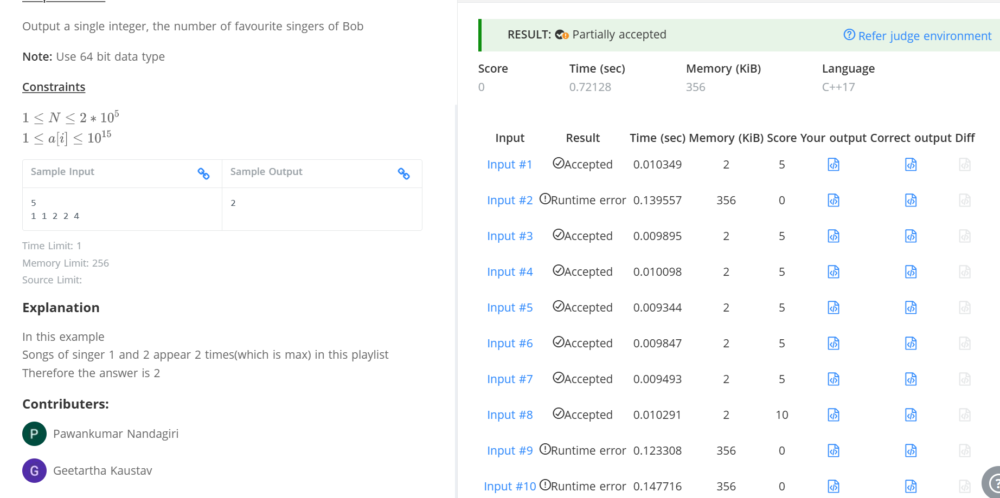 Output a single integer, the number of favourite singers of Bob
Note: Use 64 bit data type
Constraints
1 ≤ N ≤ 2 * 10^5
1 ≤ a[i] ≤ 10^15
Sample Input
Sample Output
5
1 1 2 2 4
2
Time Limit: 1
Memory Limit: 256
Source Limit:
Explanation
In this example
Songs of singer 1 and 2 appear 2 times(which is max) in this playlist
Therefore the answer is 2
Contributers:
P Pawankumar Nandagiri
G Geetartha Kaustav
RESULT: Partially accepted
Refer judge environment
Score Time (sec) Memory (KiB) Language
0 0.72128 356 C++17
Input Result Time (sec) Memory (KiB) Score Your output Correct output Diff
Input #1 Accepted 0.010349 2 5
Input #2 Runtime error 0.139557 356 0
Input #3 Accepted 0.009895 2 5
Input #4 Accepted 0.010098 2 5
Input #5 Accepted 0.009344 2 5
Input #6 Accepted 0.009847 2 5
Input #7 Accepted 0.009493 2 5
Input #8 Accepted 0.010291 2 10
Input #9 Runtime error 0.123308 356 0
Input #10 Runtime error 0.147716 356 0